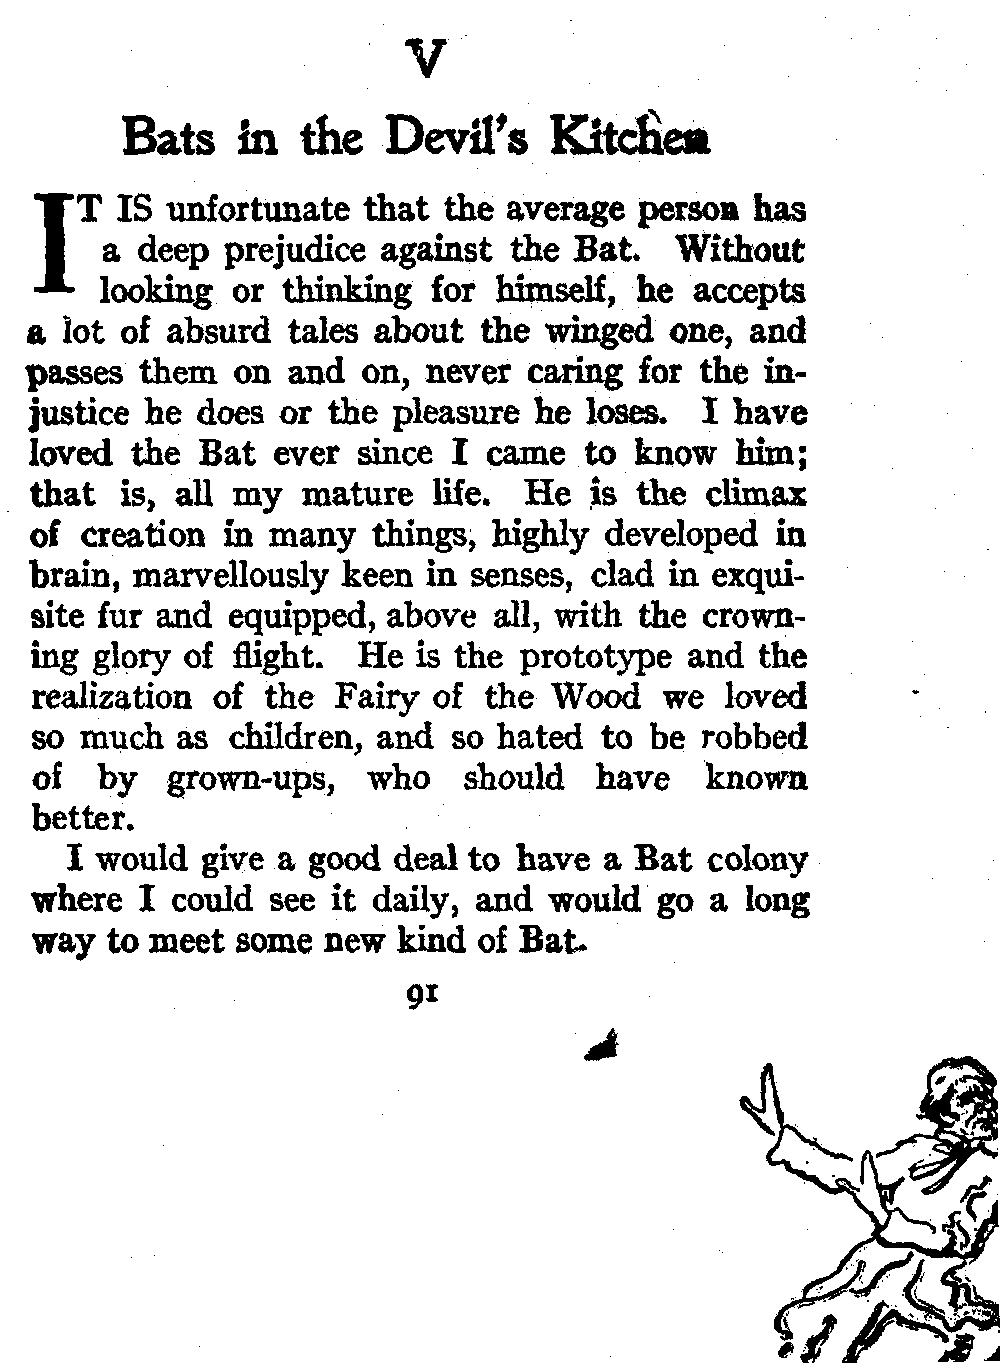 V
Bats in the Devil's Kitchen
IT IS unfortunate that the average person has
a deep prejudice against the Bat. Without
looking or thinking for himself, he accepts
a lot of absurd tales about the winged one, and
passes them on and on, never caring for the in-
justice he does or the pleasure he loses. I have
loved the Bat ever since I came to know him;
that is, all my mature life. He is the climax
of creation in many things, highly developed in
brain, marvellously keen in senses, clad in exqui-
site fur and equipped, above all, with the crown-
ing glory of flight. He is the prototype and the
realization of the Fairy of the Wood we loved
so much as children, and so hated to be robbed
of by grown-ups, who should have known
better.
I would give a good deal to have a Bat colony
where I could see it daily, and would go a long
way to meet some new kind of Bat.
91